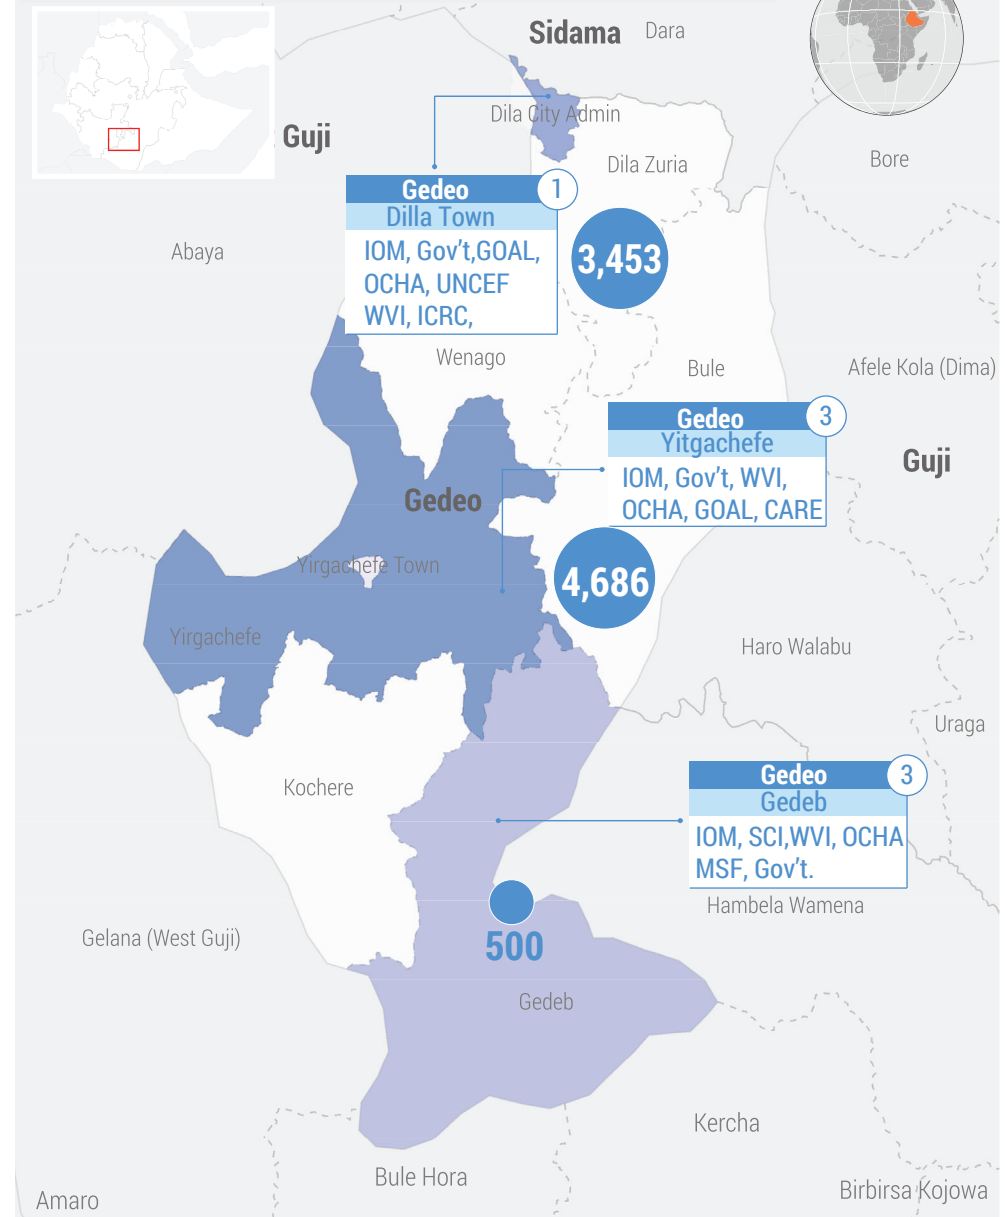 Sidama
Dara
Dila City Admin
Guji
Dila Zuria
Bore
Gedeo
1
Dilla Town
IOM, Gov't,GOAL,
OCHA, UNCEF
WVI, ICRC,
3,453
Abaya
Wenago
Bule
Afele Kola (Dima)
Gedeo
3
Yitgachefe
IOM, Gov't, WVI,
OCHA, GOAL, CARE
Guji
Gedeo
Yirgachefe Town
4,686
Yirgachefe
Haro Walabu
Uraga
Kochere
Gedeo
3
Gedeb
IOM, SCI,WVI, OCHA
MSF, Gov't.
Hambela Wamena
500
Gelana (West Guji)
Gedeb
Kercha
Bule Hora
Birbirsa Kojowa
Amaro